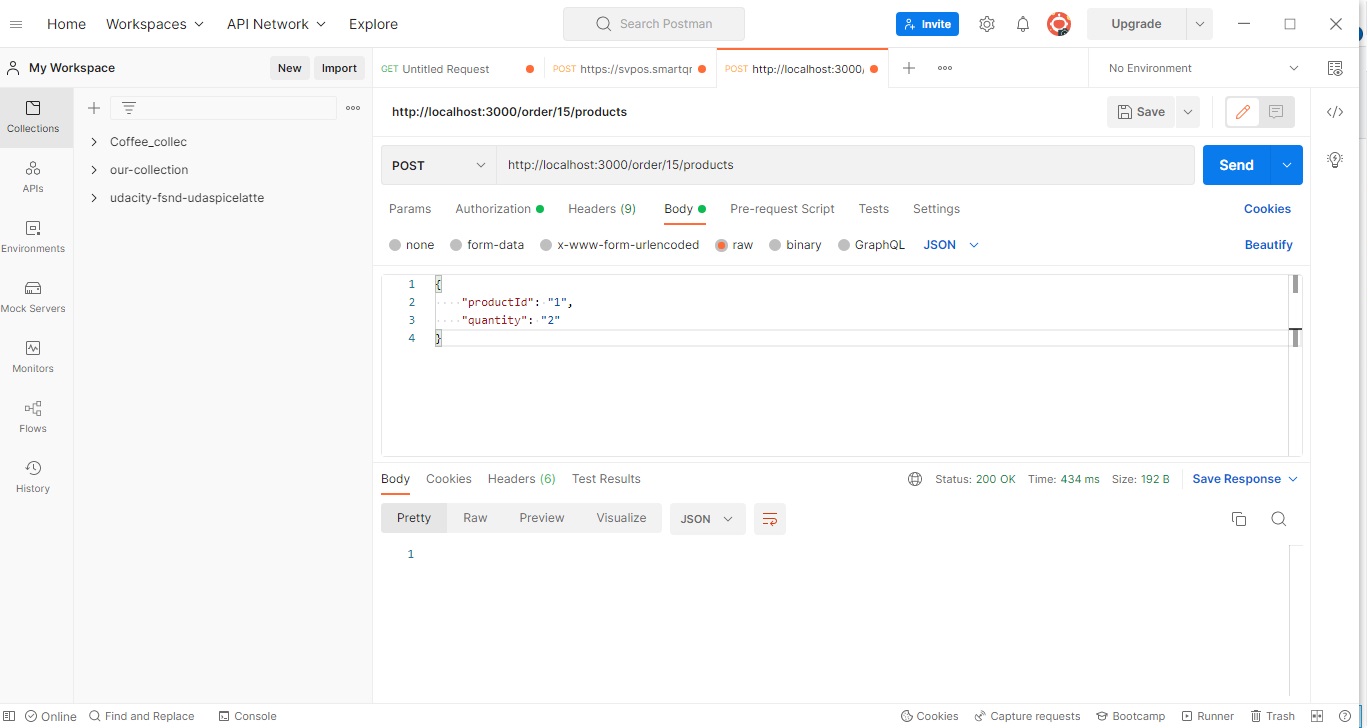 Home Workspaces API Network Explore Search Postman Invite Upgrade
My Workspace New Import GET Untitled Request POST https://svpos.smartqr POST http://localhost:3000/ No Environment
Collections
APIs
Environments
Mock Servers
Monitors
Flows
History
Coffee_collec
our-collection
udacity-fsnd-udaspicelatte
http://localhost:3000/order/15/products Save
POST http://localhost:3000/order/15/products Send
Params Authorization Headers (9) Body Pre-request Script Tests Settings Cookies
none form-data x-www-form-urlencoded raw binary GraphQL JSON Beautify
1 {
2 "productId": "1",
3 "quantity": "2"
4 }
Body Cookies Headers (6) Test Results Status: 200 OK Time: 434 ms Size: 192 B Save Response
Pretty Raw Preview Visualize JSON
1
Online Find and Replace Console Cookies Capture requests Bootcamp Runner Trash